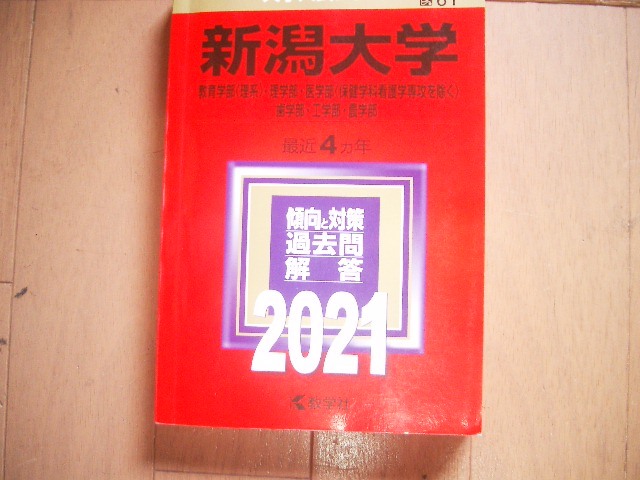 61
新潟大学
教育学部〈理系〉・理学部・医学部〈保健学科看護学専攻を除く〉
歯学部・工学部・農学部
最近4カ年
傾向と対策
過去問
解答
2021
教学社